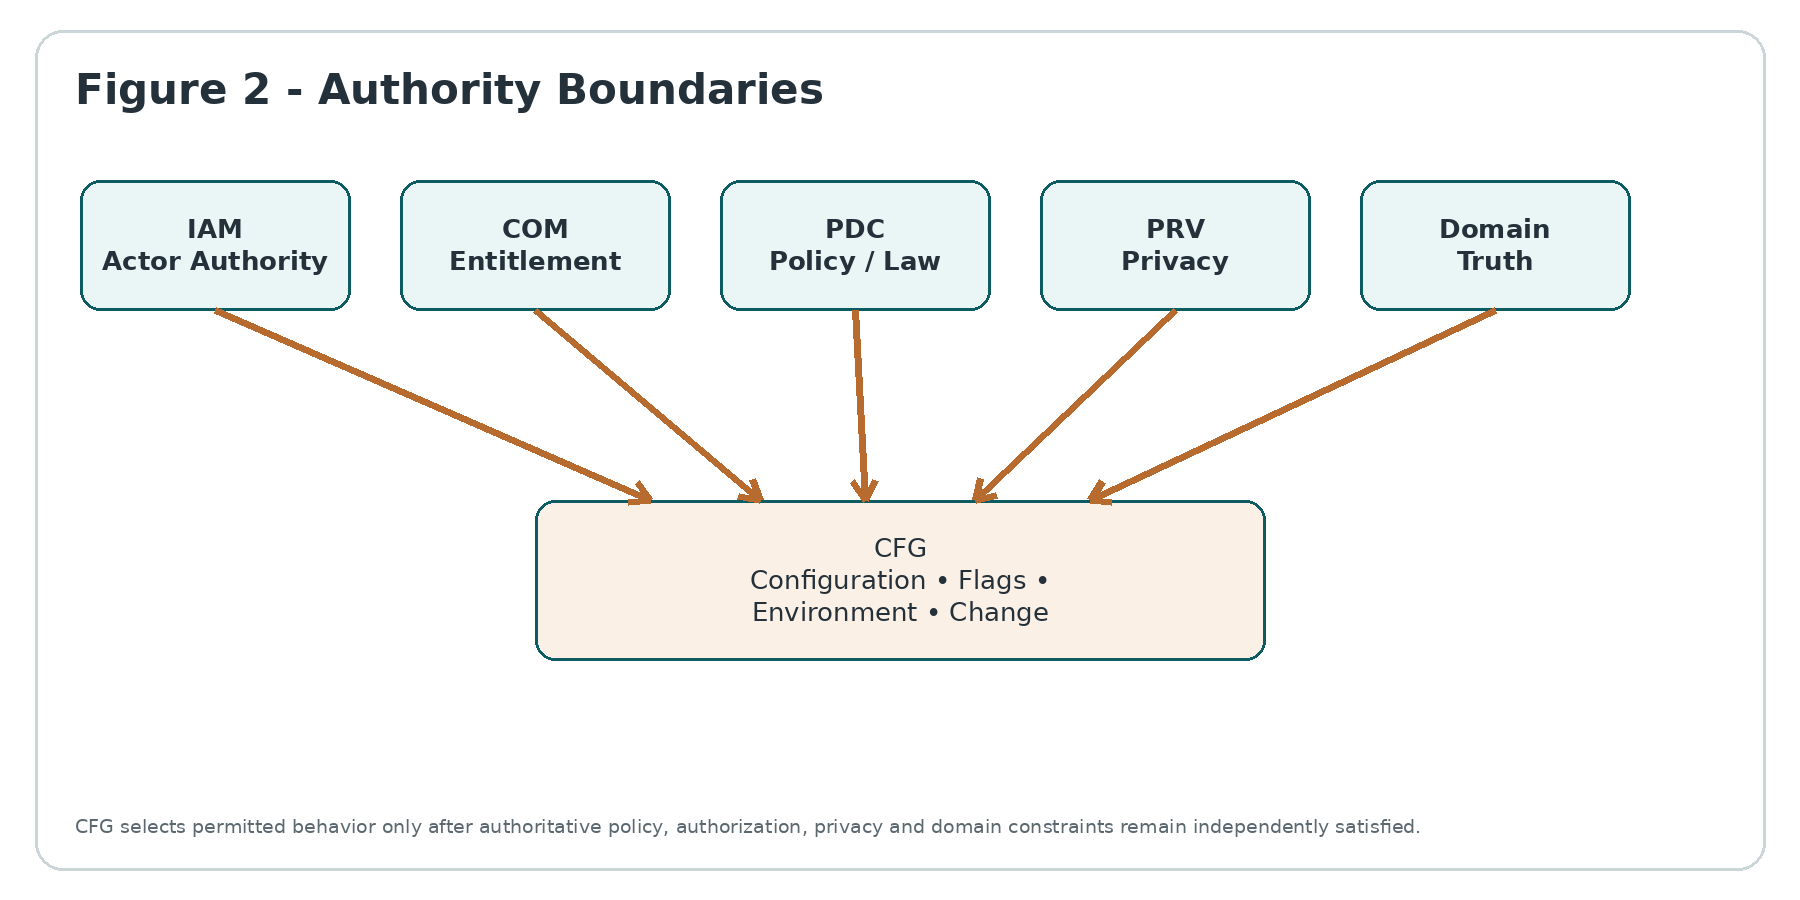 Figure 2 - Authority Boundaries
IAM
Actor Authority
COM
Entitlement
PDC
Policy / Law
PRV
Privacy
Domain
Truth
CFG
Configuration • Flags •
Environment • Change
CFG selects permitted behavior only after authoritative policy, authorization, privacy and domain constraints remain independently satisfied.